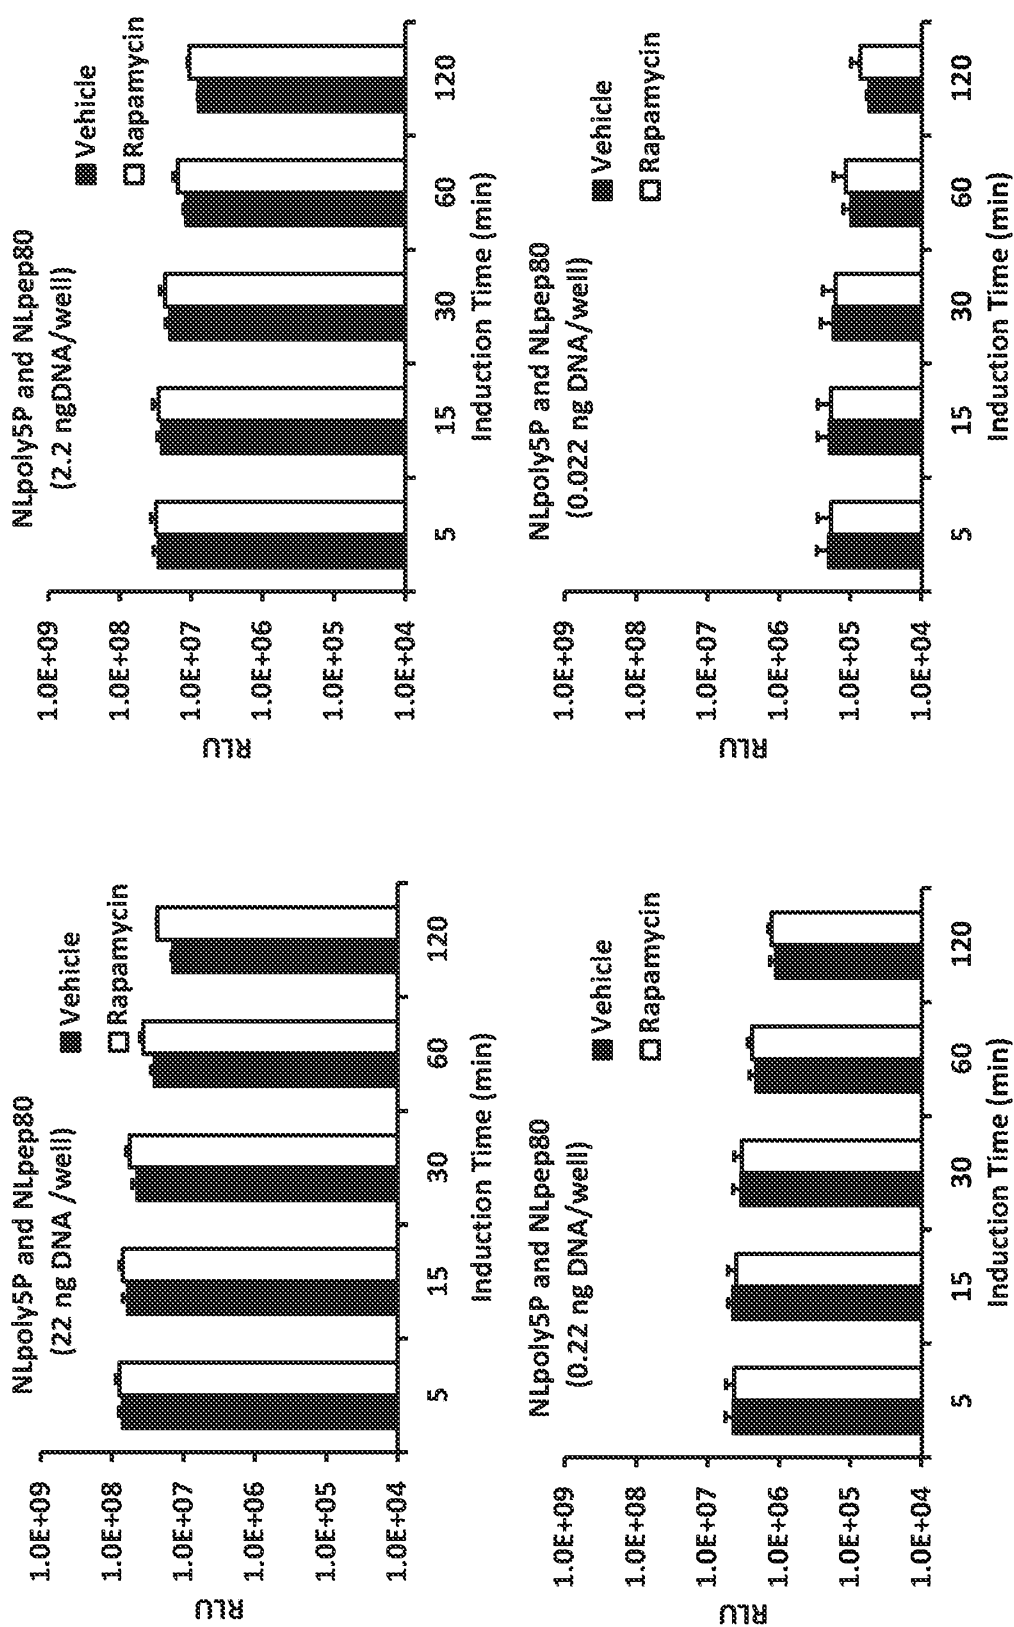 NLpoly5P and NLpep80
(22 ng DNA /well)
Vehicle
Rapamycin
RLU
1.0E+09
1.0E+08
1.0E+07
1.0E+06
1.0E+05
1.0E+04
5 15 30 60 120
Induction Time (min)
NLpoly5P and NLpep80
(2.2 ngDNA/well)
Vehicle
Rapamycin
RLU
1.0E+09
1.0E+08
1.0E+07
1.0E+06
1.0E+05
1.0E+04
5 15 30 60 120
Induction Time (min)
NLpoly5P and NLpep80
(0.22 ng DNA/well)
Vehicle
Rapamycin
RLU
1.0E+09
1.0E+08
1.0E+07
1.0E+06
1.0E+05
1.0E+04
5 15 30 60 120
Induction Time (min)
NLpoly5P and NLpep80
(0.022 ng DNA/well)
Vehicle
Rapamycin
RLU
1.0E+09
1.0E+08
1.0E+07
1.0E+06
1.0E+05
1.0E+04
5 15 30 60 120
Induction Time (min)